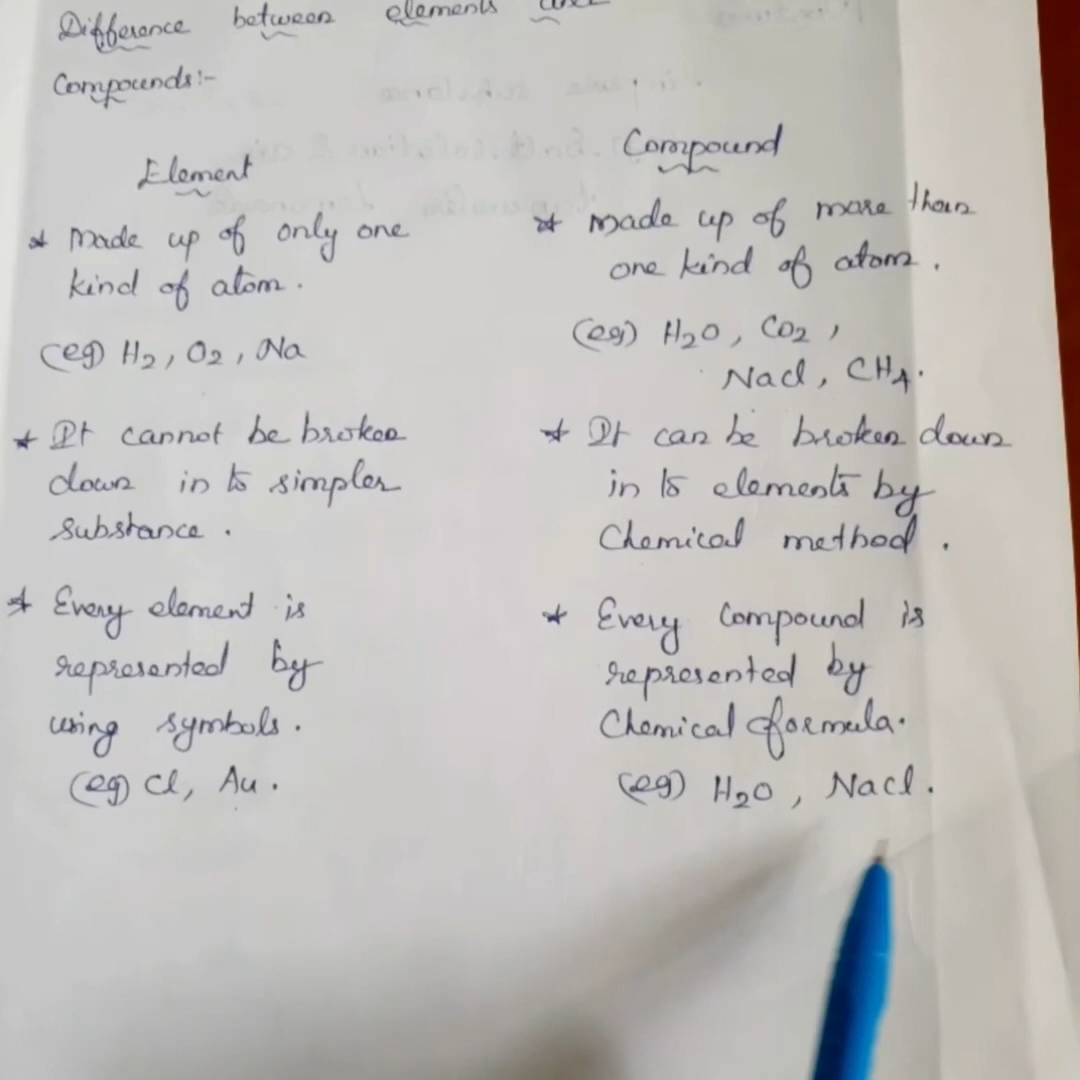 Difference between elements and
Compounds:-
Element
* Made up of only one
kind of atom.
(eg) H2, O2, Na
* It cannot be broken
down in to simpler
substance.
* Every element is
represented by
using symbols.
(eg) Cl, Au.
Compound
* made up of more than
one kind of atom.
(eg) H2O, CO2,
Nacl, CH4.
* It can be broken down
in to elements by
Chemical method.
* Every compound is
represented by
Chemical formula.
(eg) H2O, Nacl.